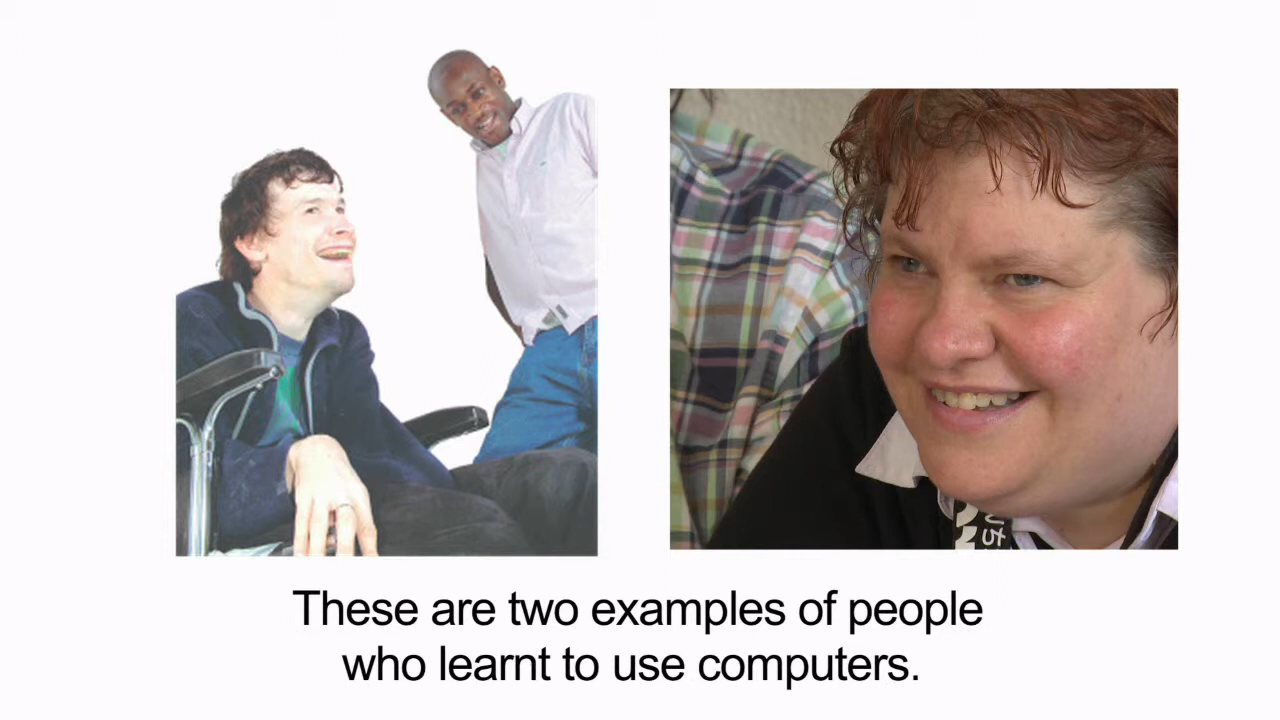 These are two examples of people
who learnt to use computers.